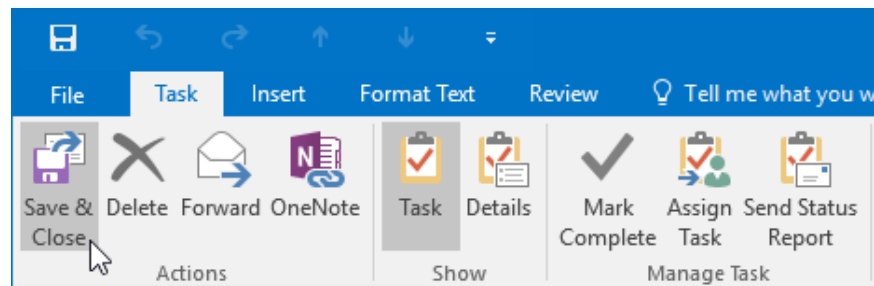 File Task Insert Format Text Review Tell me what you w
Save & Delete Forward OneNote Task Details Mark Assign Send Status
Close Complete Task Report
Actions Show Manage Task